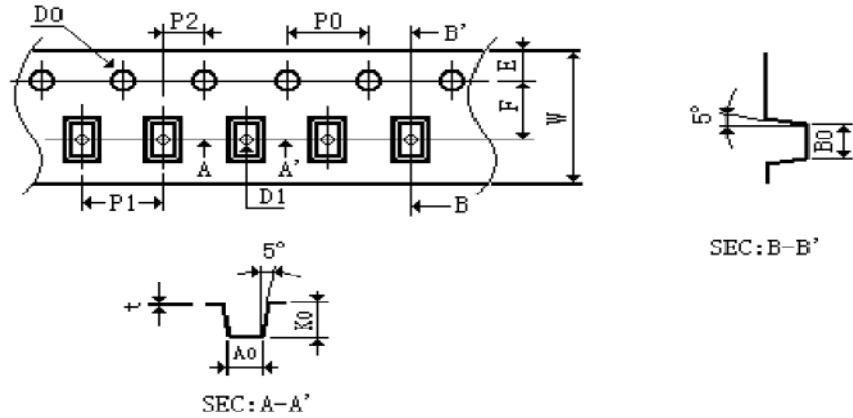 D0
P2
P0
B'
E
F
W
A
A'
P1
D1
B
5°
B0
SEC:B-B'
5°
t
K0
A0
SEC:A-A'